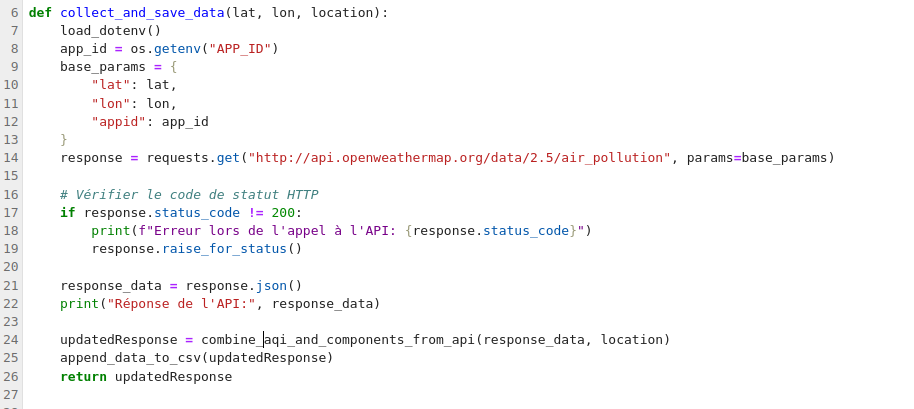 6 def collect_and_save_data(lat, lon, location):
7     load_dotenv()
8     app_id = os.getenv("APP_ID")
9     base_params = {
10         "lat": lat,
11         "lon": lon,
12         "appid": app_id
13     }
14     response = requests.get("http://api.openweathermap.org/data/2.5/air_pollution", params=base_params)
15
16     # Vérifier le code de statut HTTP
17     if response.status_code != 200:
18         print(f"Erreur lors de l'appel à l'API: {response.status_code}")
19         response.raise_for_status()
20
21     response_data = response.json()
22     print("Réponse de l'API:", response_data)
23
24     updatedResponse = combine_aqi_and_components_from_api(response_data, location)
25     append_data_to_csv(updatedResponse)
26     return updatedResponse
27